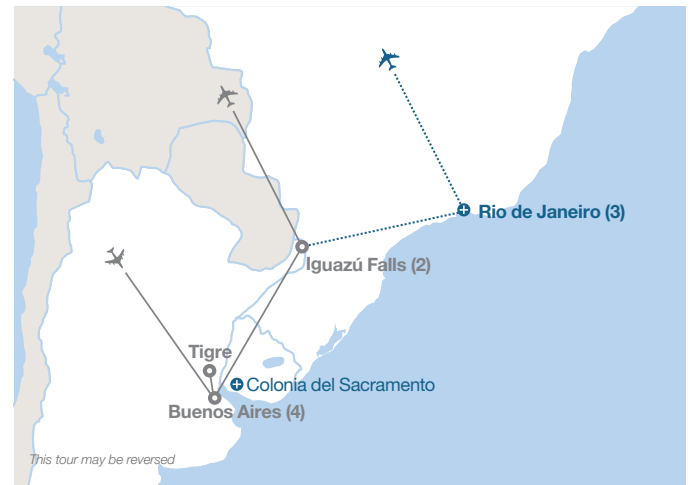 Rio de Janeiro (3)
Iguazú Falls (2)
Tigre
Colonia del Sacramento
Buenos Aires (4)
This tour may be reversed